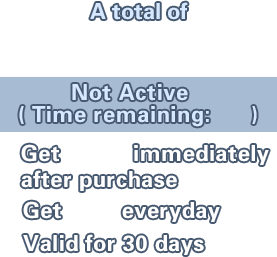 A total of
Not Active
( Time remaining: )
Get immediately
after purchase
Get everyday
Valid for 30 days